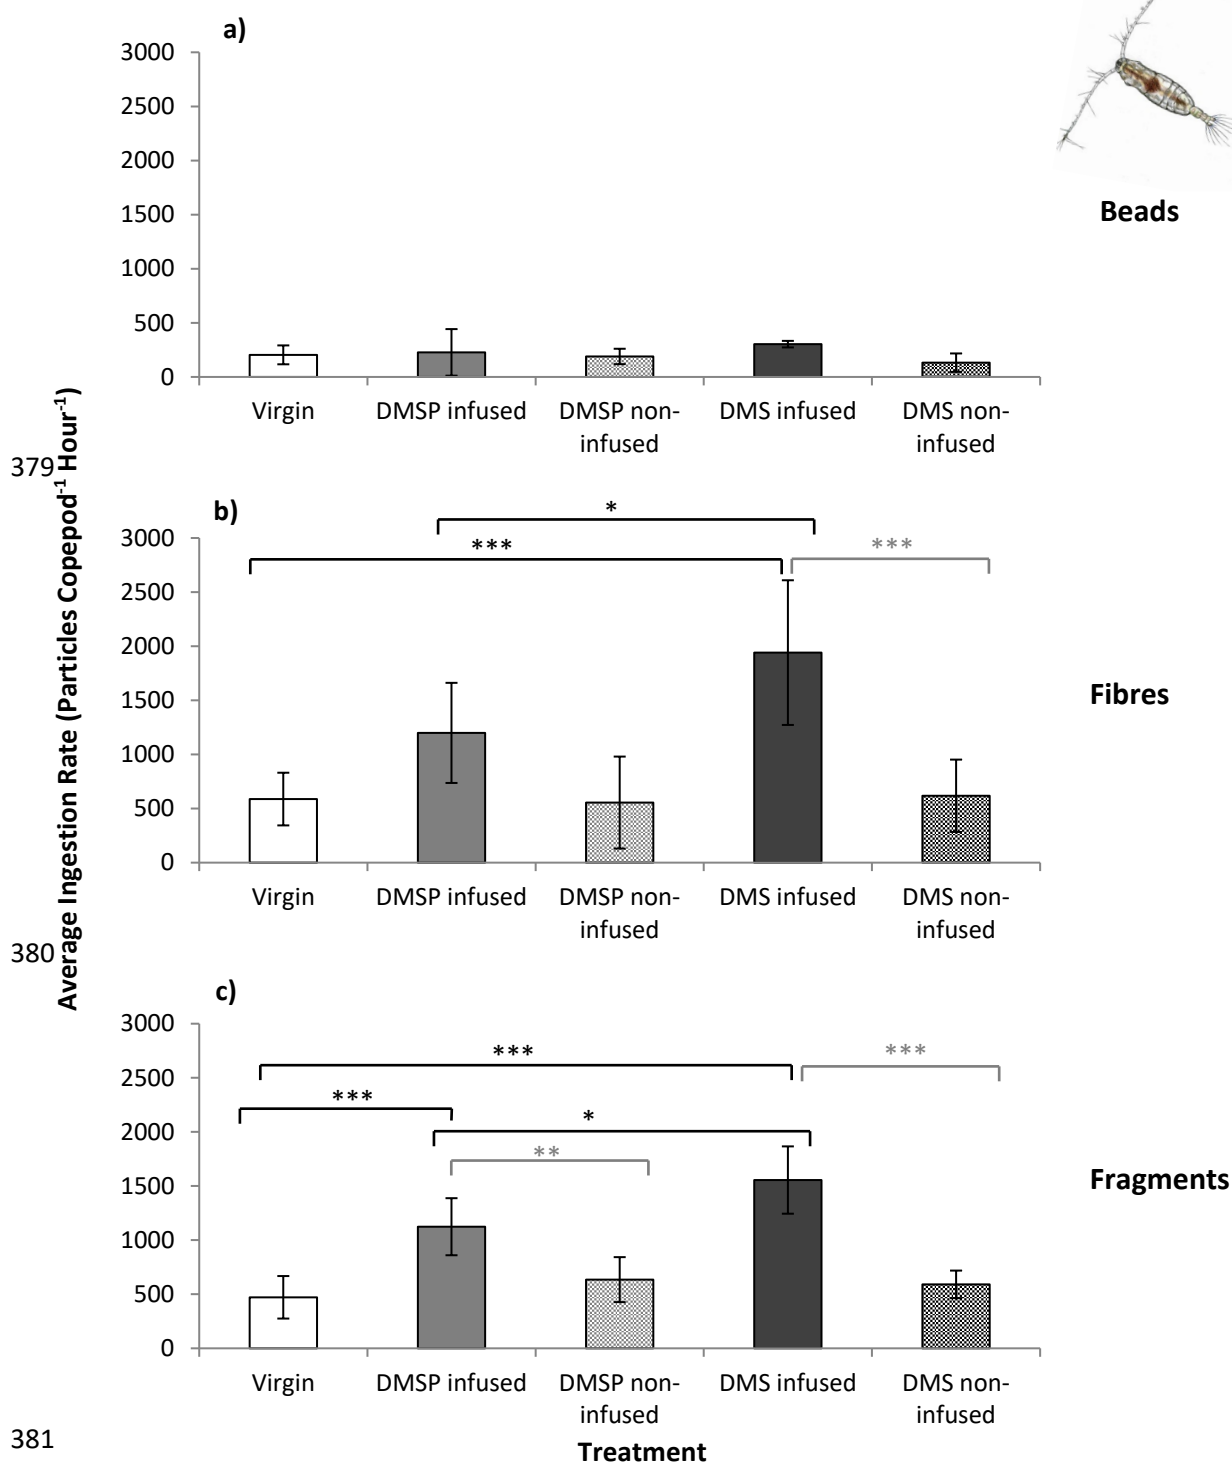 a)
3000
2500
2000
1500
1000
500
0
Virgin
DMSP infused
DMSP non-
infused
DMS infused
DMS non-
infused
Beads
379
Average Ingestion Rate (Particles Copepod⁻¹ Hour⁻¹)
b)
*
***
***
3000
2500
2000
1500
1000
500
0
Virgin
DMSP infused
DMSP non-
infused
DMS infused
DMS non-
infused
Fibres
380
c)
***
***
***
*
**
3000
2500
2000
1500
1000
500
0
Virgin
DMSP infused
DMSP non-
infused
DMS infused
DMS non-
infused
Fragments
381
Treatment